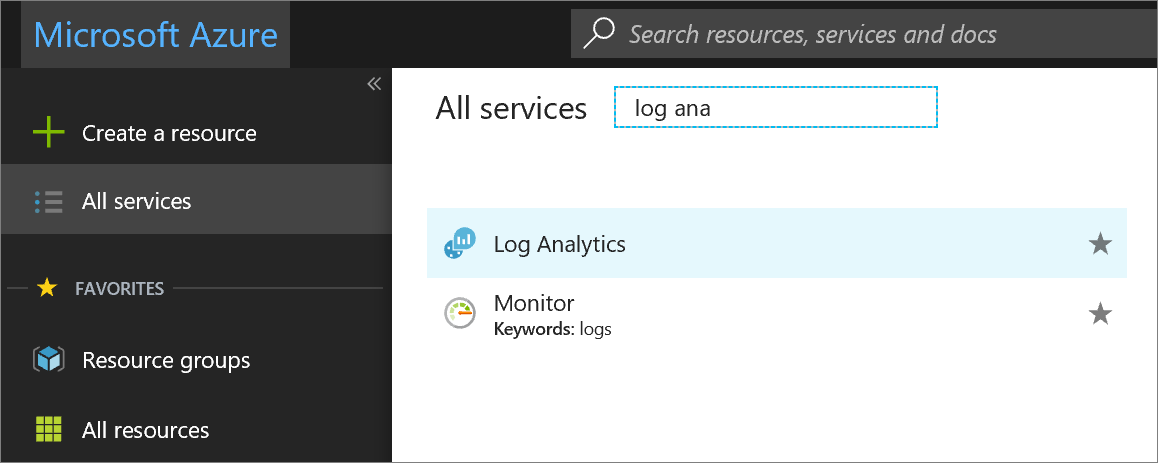 Microsoft Azure
Search resources, services and docs
Create a resource
All services
FAVORITES
Resource groups
All resources
All services
log ana
Log Analytics
Monitor
Keywords: logs